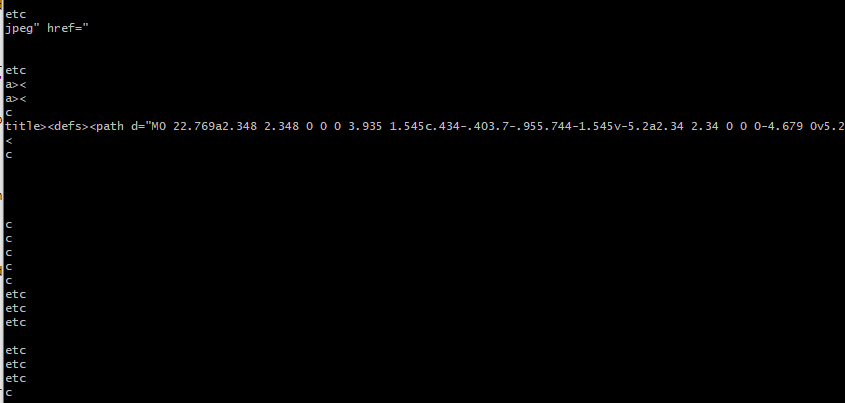 etc
jpeg" href="
etc
a><
a><
c
title><defs><path d="M0 22.769a2.348 2.348 0 0 0 3.935 1.545c.434-.403.7-.955.744-1.545v-5.2a2.34 2.34 0 0 0-4.679 0v5.2
<
c
c
c
c
c
c
etc
etc
etc
etc
etc
etc
c